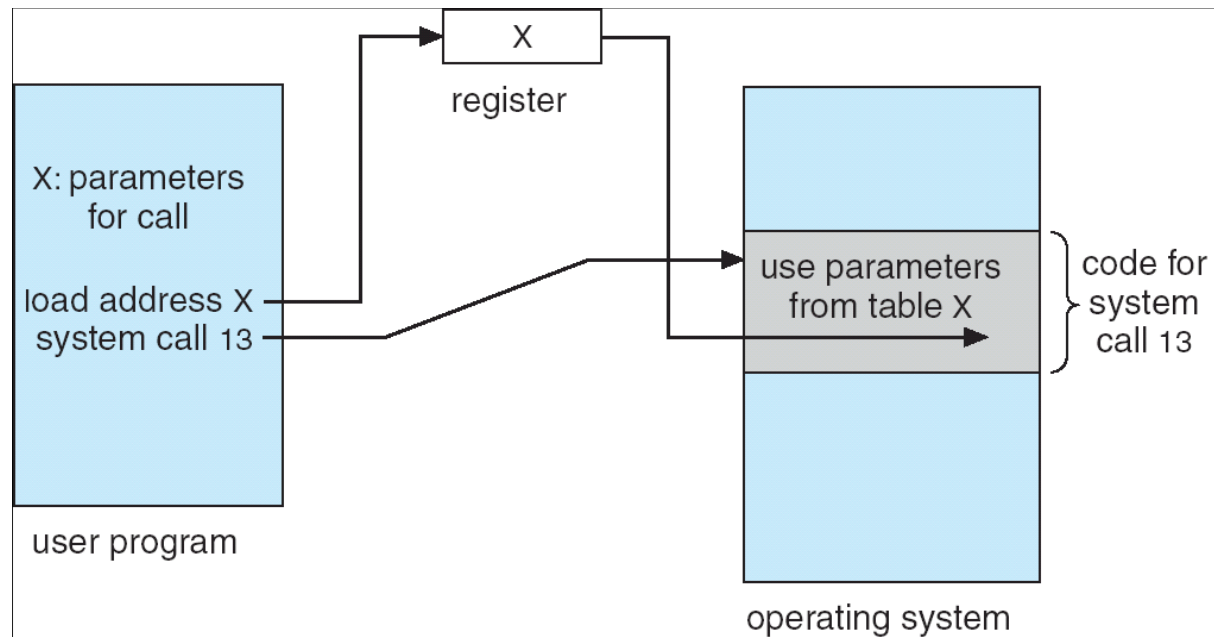 X
register
X: parameters
for call
load address X
system call 13
user program
use parameters
from table X
code for
system
call 13
operating system